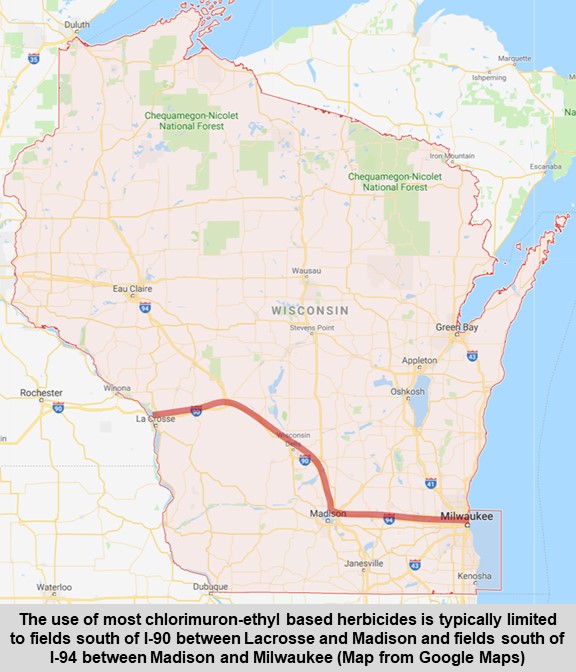 Duluth
35
Marquette
Ishpeming
Chequamegon-Nicolet
National Forest
Na
Iron Mountain
Escanaba
Chequamegon-Nicolet
National Forest
Wausau
Eau Claire
94
WISCONSIN
Stevens Point
Green Bay
43
Appleton
Winona
Rochester
90
Oshkosh
La Crosse
90
Wisconsin
Dells
90
41
Madison
94
Milwaukee
Janesville
43
Kenosha
Waterloo
Dubuque
The use of most chlorimuron-ethyl based herbicides is typically limited
to fields south of I-90 between Lacrosse and Madison and fields south of
I-94 between Madison and Milwaukee (Map from Google Maps)